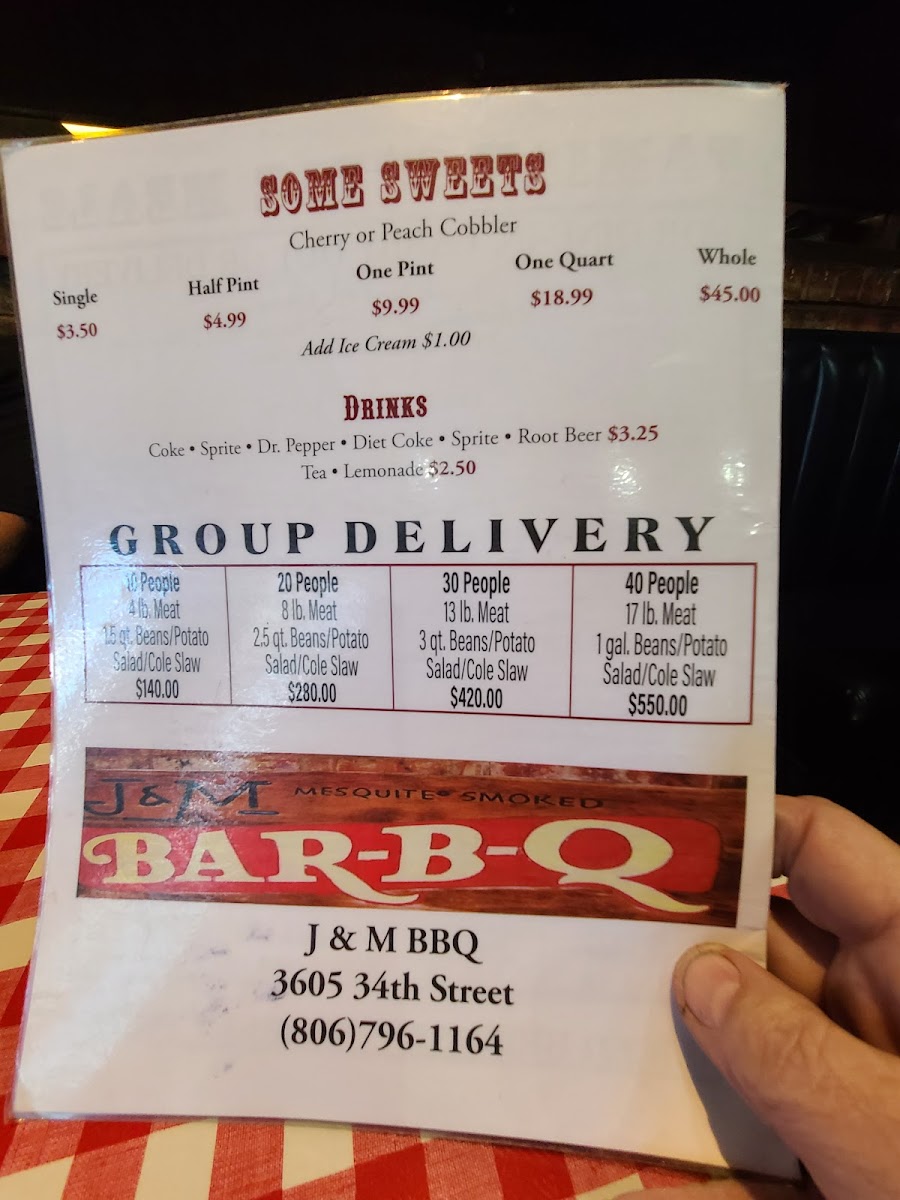 SOME SWEETS
Cherry or Peach Cobbler
Single Half Pint One Pint One Quart Whole
$3.50 $4.99 $9.99 $18.99 $45.00
Add Ice Cream $1.00
DRINKS
Coke • Sprite • Dr. Pepper • Diet Coke • Sprite • Root Beer $3.25
Tea • Lemonade $2.50
GROUP DELIVERY
10 People
4 lb. Meat
1.5 qt. Beans/Potato
Salad/Cole Slaw
$140.00
20 People
8 lb. Meat
2.5 qt. Beans/Potato
Salad/Cole Slaw
$280.00
30 People
13 lb. Meat
3 qt. Beans/Potato
Salad/Cole Slaw
$420.00
40 People
17 lb. Meat
1 gal. Beans/Potato
Salad/Cole Slaw
$550.00
J & M MESQUITE SMOKED
BAR-B-Q
J & M BBQ
3605 34th Street
(806)796-1164